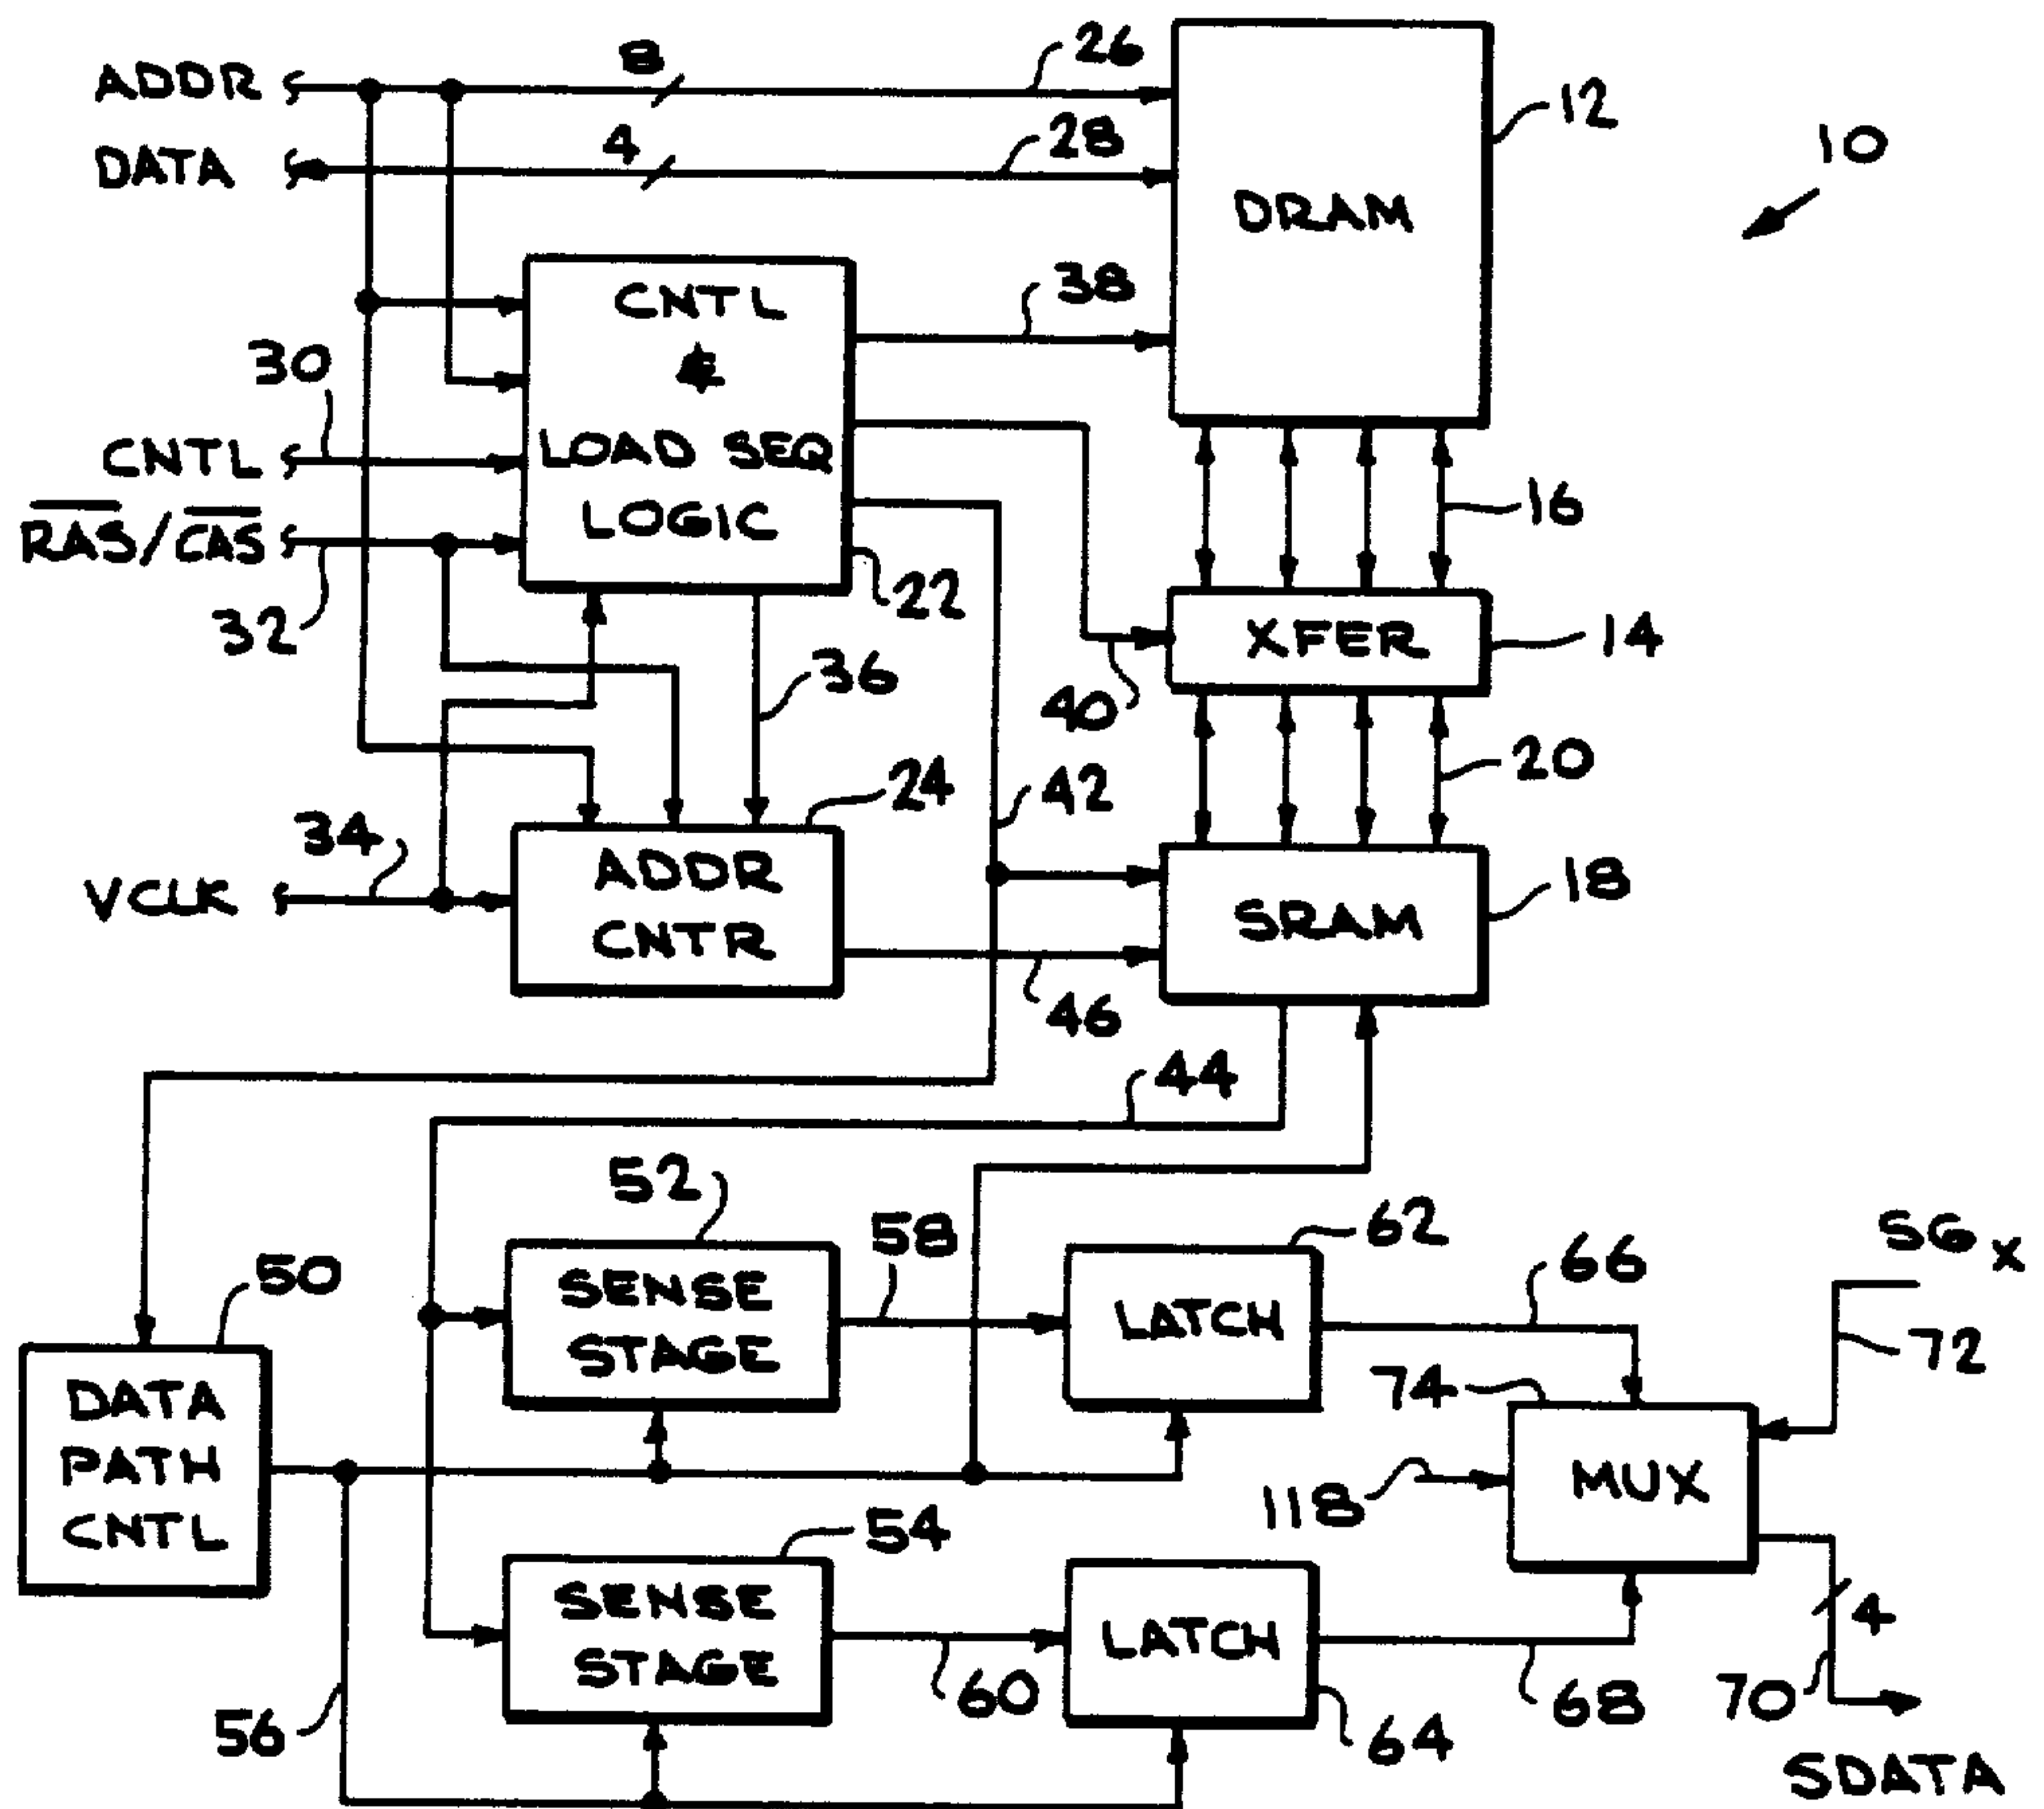 ADDR
8
26
DATA
4
28
12
10
DRAM
CNTL
&
LOAD SEQ
LOGIC
38
30
CNTL
RAS/CAS
32
22
16
XFER
14
40
36
20
24
42
34
VCLK
ADDR
CNTR
SRAM
18
46
44
52
58
62
66
SGx
72
50
SENSE
STAGE
LATCH
74
DATA
PATH
CNTL
118
MUX
54
SENSE
STAGE
LATCH
4
56
60
64
68
70
SDATA